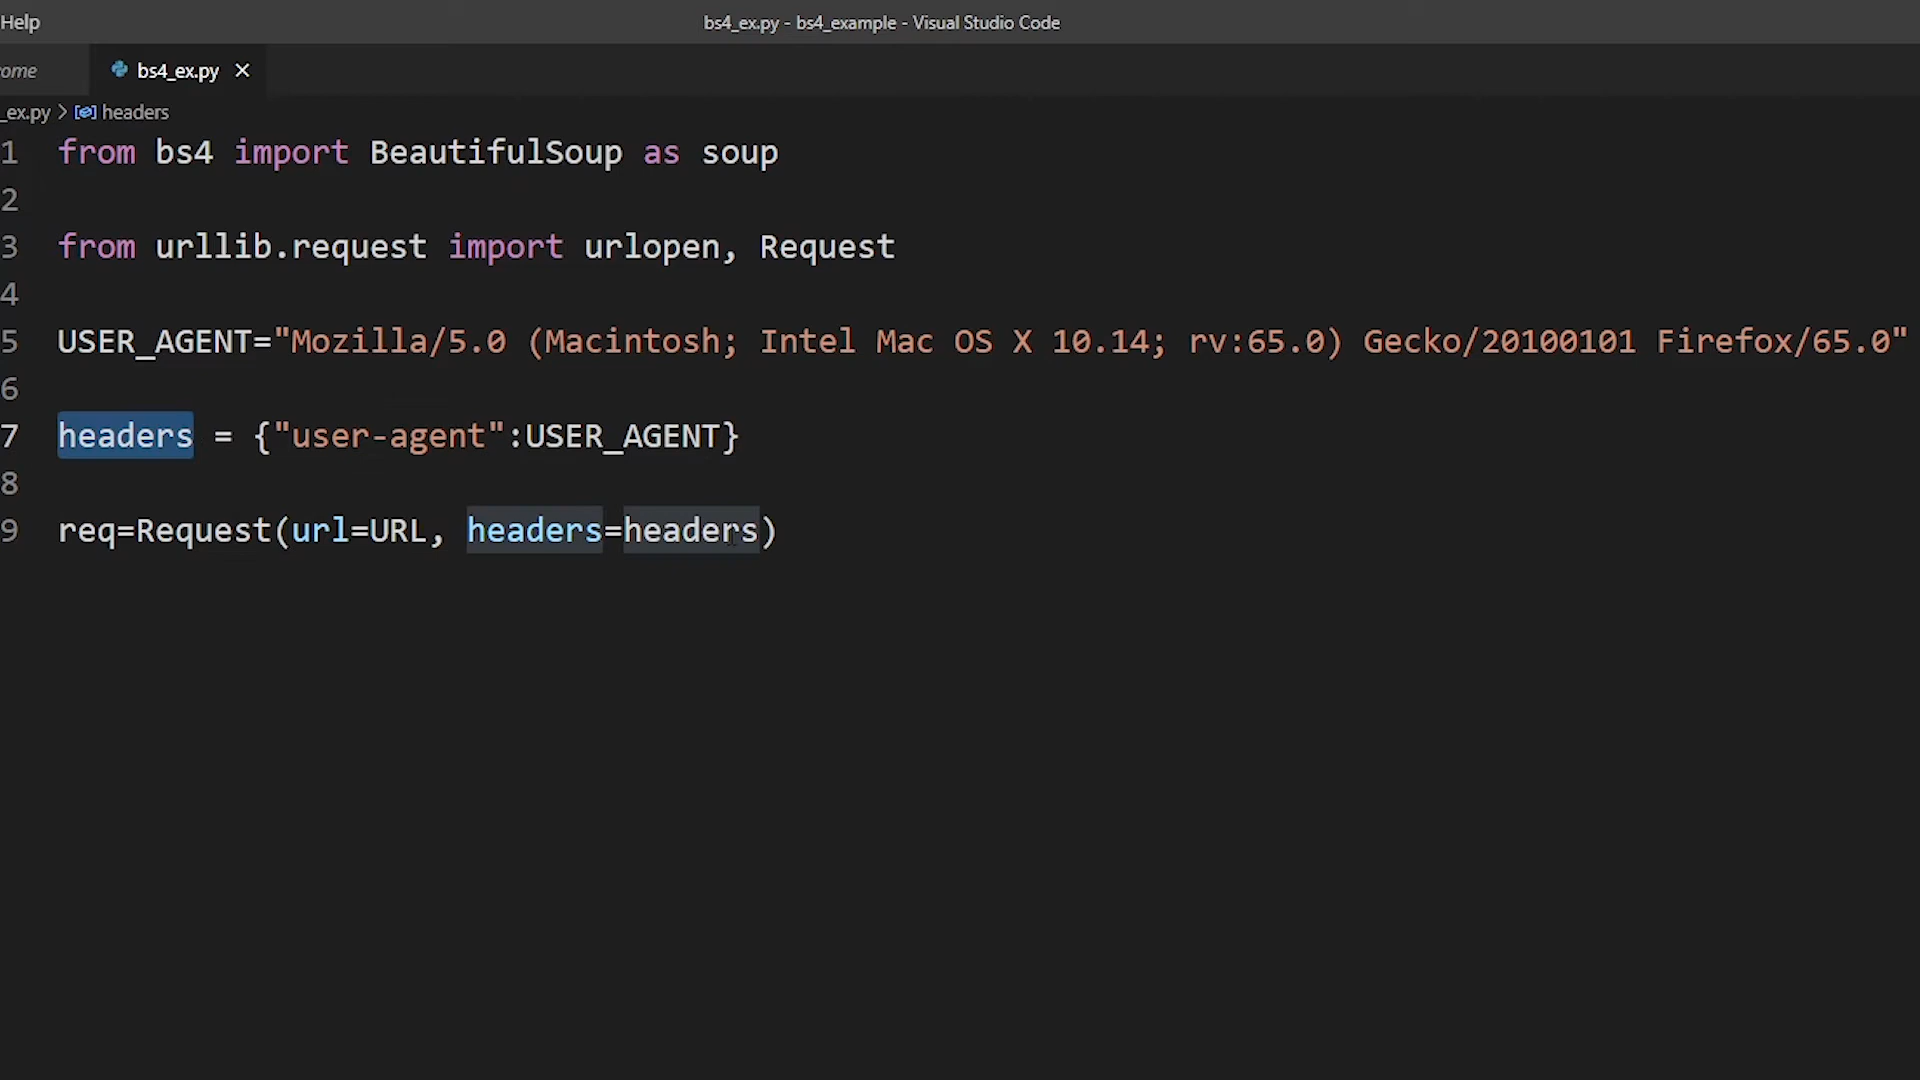 Help
bs4_ex.py - bs4_example - Visual Studio Code
ome
bs4_ex.py
_ex.py > headers
1 from bs4 import BeautifulSoup as soup
2
3 from urllib.request import urlopen, Request
4
5 USER_AGENT="Mozilla/5.0 (Macintosh; Intel Mac OS X 10.14; rv:65.0) Gecko/20100101 Firefox/65.0"
6
7 headers = {"user-agent":USER_AGENT}
8
9 req=Request(url=URL, headers=headers)